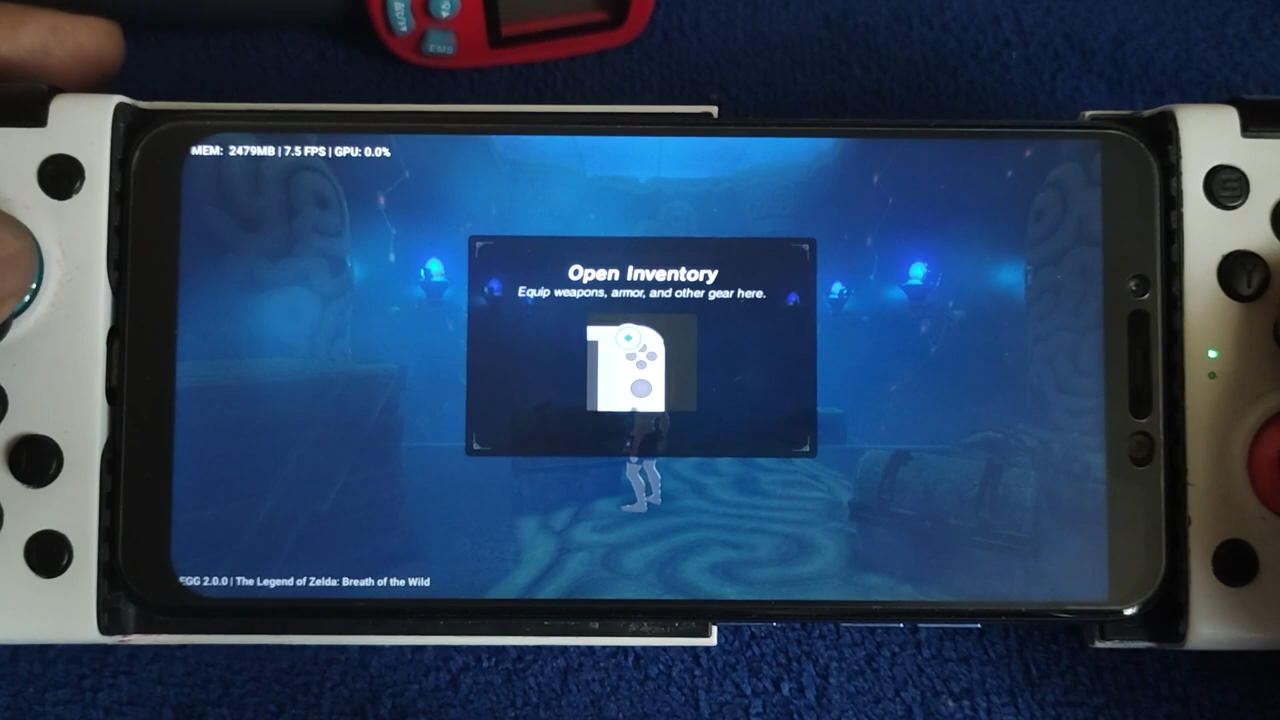 MEM: 2479MB | 7.5 FPS | GPU: 0.0%
Open Inventory
Equip weapons, armor, and other gear here.
EGG 2.0.0 | The Legend of Zelda: Breath of the Wild
S
Y